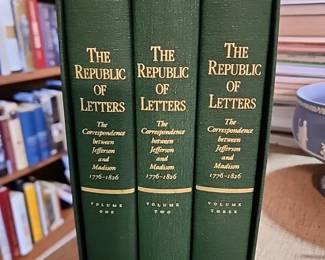 THE
REPUBLIC
OF
LETTERS
The
Correspondence
between
Jefferson
and
Madison
1776-1826
VOLUME
ONE
THE
REPUBLIC
OF
LETTERS
The
Correspondence
between
Jefferson
and
Madison
1776-1826
VOLUME
TWO
THE
REPUBLIC
OF
LETTERS
The
Correspondence
between
Jefferson
and
Madison
1776-1826
VOLUME
THREE